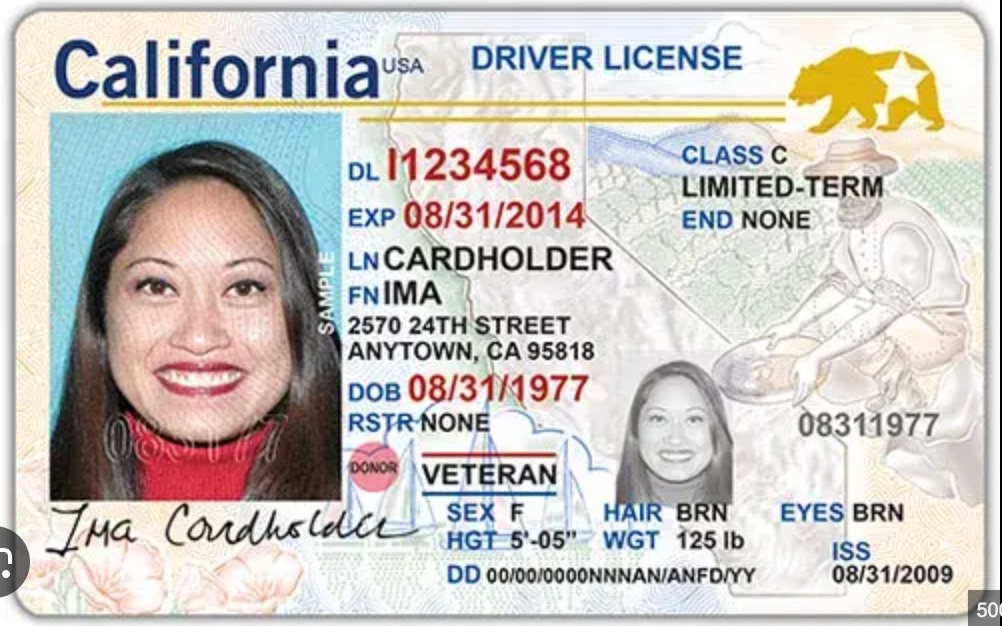 California USA DRIVER LICENSE
DL I1234568
CLASS C
LIMITED-TERM
EXP 08/31/2014
END NONE
LN CARDHOLDER
FN IMA
SAMPLE
2570 24TH STREET
ANYTOWN, CA 95818
DOB 08/31/1977
RSTR NONE
08311977
083177
DONOR
VETERAN
Ima Cardholder
SEX F HAIR BRN EYES BRN
HGT 5'-05" WGT 125 lb
ISS
DD 00/00/0000NNNAN/ANFD/YY 08/31/2009